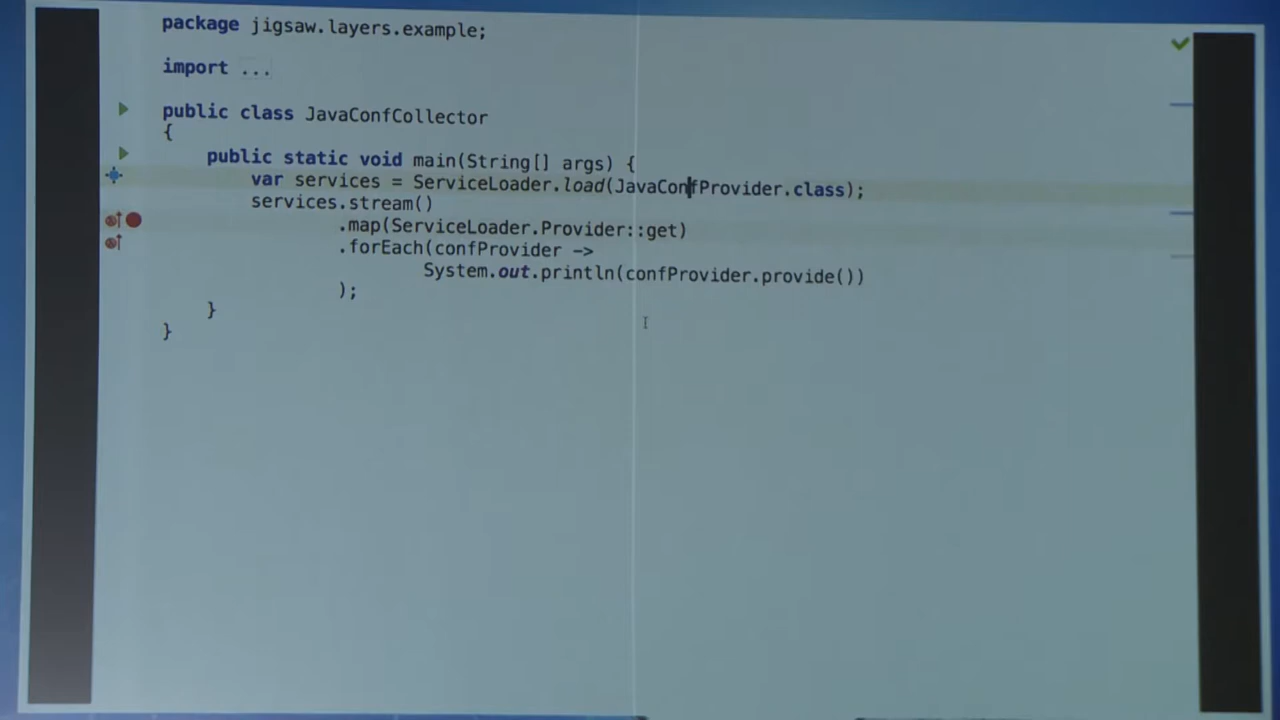 package jigsaw.layers.example;
import ...
public class JavaConfCollector
{
public static void main(String[] args) {
var services = ServiceLoader.load(JavaConfProvider.class);
services.stream()
.map(ServiceLoader.Provider::get)
.forEach(confProvider ->
System.out.println(confProvider.provide())
);
}
}